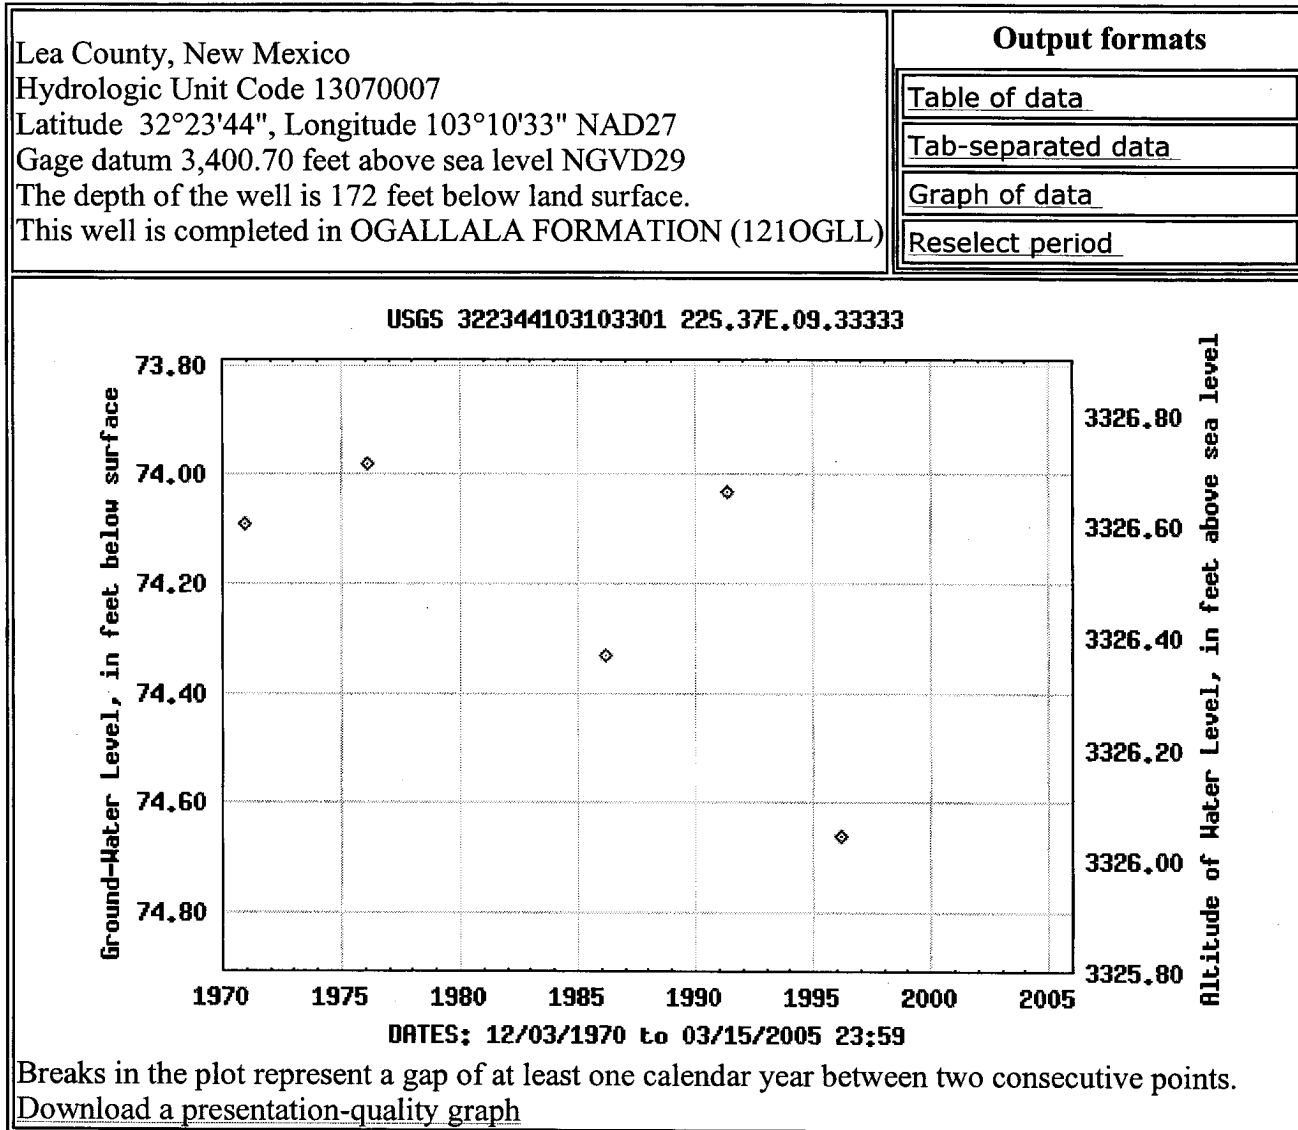 Lea County, New Mexico
Hydrologic Unit Code 13070007
Latitude 32°23'44", Longitude 103°10'33" NAD27
Gage datum 3,400.70 feet above sea level NGVD29
The depth of the well is 172 feet below land surface.
This well is completed in OGALLALA FORMATION (121OGLL)
Output formats
Table of data
Tab-separated data
Graph of data
Reselect period
USGS 322344103103301 22S.37E.09.33333
Ground-Water Level, in feet below surface
73.80
74.00
74.20
74.40
74.60
74.80
3326.80
3326.60
3326.40
3326.20
3326.00
3325.80
Altitude of Water Level, in feet above sea level
1970 1975 1980 1985 1990 1995 2000 2005
DATES: 12/03/1970 to 03/15/2005 23:59
Breaks in the plot represent a gap of at least one calendar year between two consecutive points.
Download a presentation-quality graph